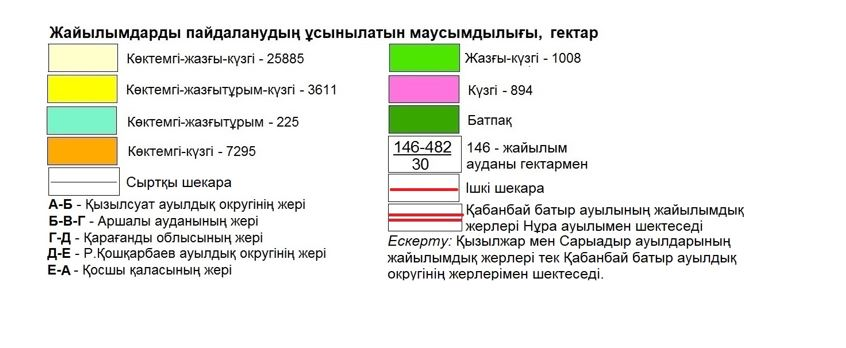 Жайылымдарды пайдаланудың ұсынылатын маусымдылығы, гектар
Көктемгі-жазғы-күзгі - 25885
Көктемгі-жазғытұрым-күзгі - 3611
Көктемгі-жазғытұрым - 225
Көктемгі-күзгі - 7295
Сыртқы шекара
А-Б - Қызылсуат ауылдық округінің жері
Б-В-Г - Аршалы ауданының жері
Г-Д - Қарағанды облысының жері
Д-Е - Р.Қошқарбаев ауылдық округінің жері
Е-А - Қосшы қаласының жері
Жазғы-күзгі - 1008
Күзгі - 894
Батпақ
146-482
30
146 - жайылым
ауданы гектармен
Ішкі шекара
Қабанбай батыр ауылының жайылымдық
жерлері Нұра ауылымен шектеседі
Ескерту: Қызылжар мен Сарыадыр ауылдарының
жайылымдық жерлері тек Қабанбай батыр ауылдық
округінің жерлерімен шектеседі.